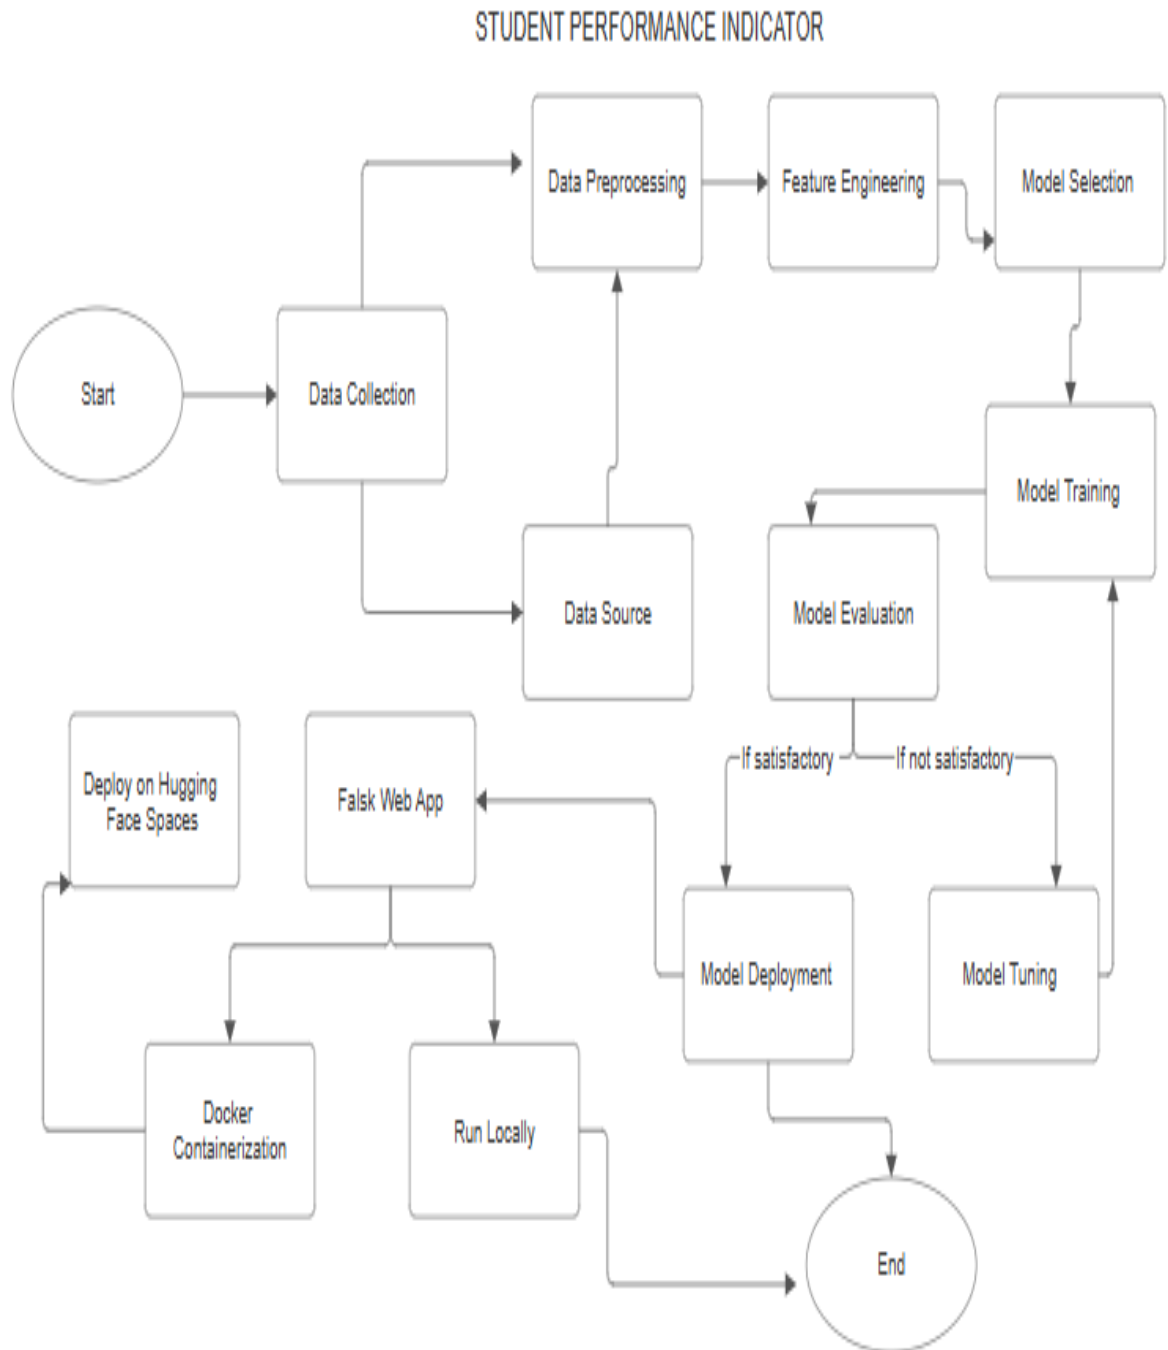 STUDENT PERFORMANCE INDICATOR
Data Preprocessing
Feature Engineering
Model Selection
Start
Data Collection
Model Training
Data Source
Model Evaluation
If satisfactory
If not satisfactory
Deploy on Hugging
Face Spaces
Falsk Web App
Model Deployment
Model Tuning
Docker
Containerization
Run Locally
End